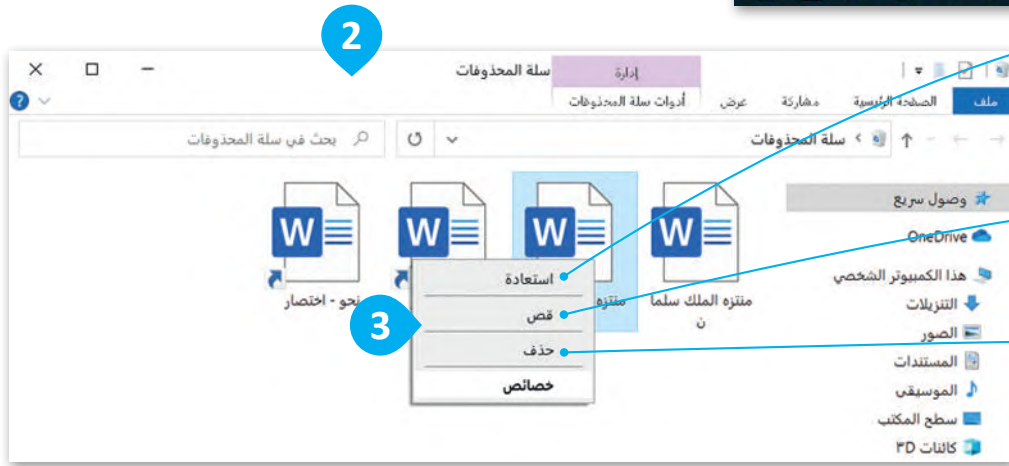 2
سلة المحذوفات
إدارة
ملف
الصفحة الرئيسية
مشاركة
عرض
أدوات سلة المحذوفات
سلة المحذوفات
بحث في سلة المحذوفات
وصول سريع
OneDrive
هذا الكمبيوتر الشخصي
التنزيلات
الصور
المستندات
الموسيقى
سطح المكتب
كائنات ٣D
منتزه الملك سلما
ن
منتزه
نحو - اختصار
3
استعادة
قص
حذف
خصائص